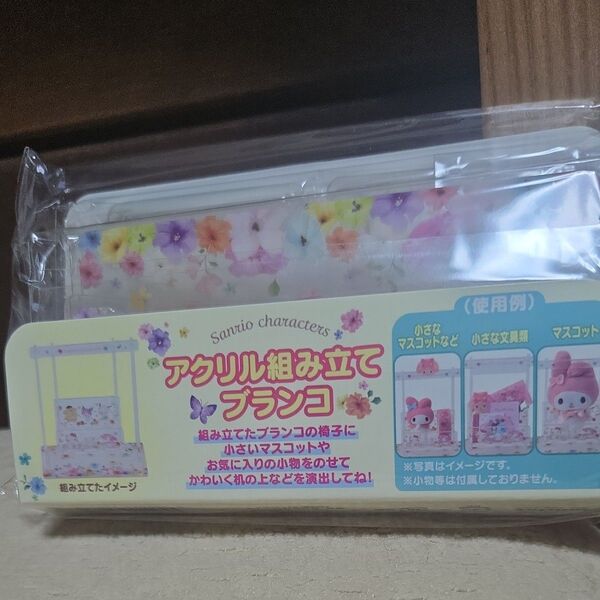 Sanrio characters
アクリル組み立て
ブランコ
組み立てたブランコの椅子に
小さいマスコットや
お気に入りの小物をのせて
かわいく机の上などを演出してね!
組み立てたイメージ
(使用例)
小さな
マスコットなど
小さな文具類
マスコット
※写真はイメージです。
※小物等は付属しておりません。